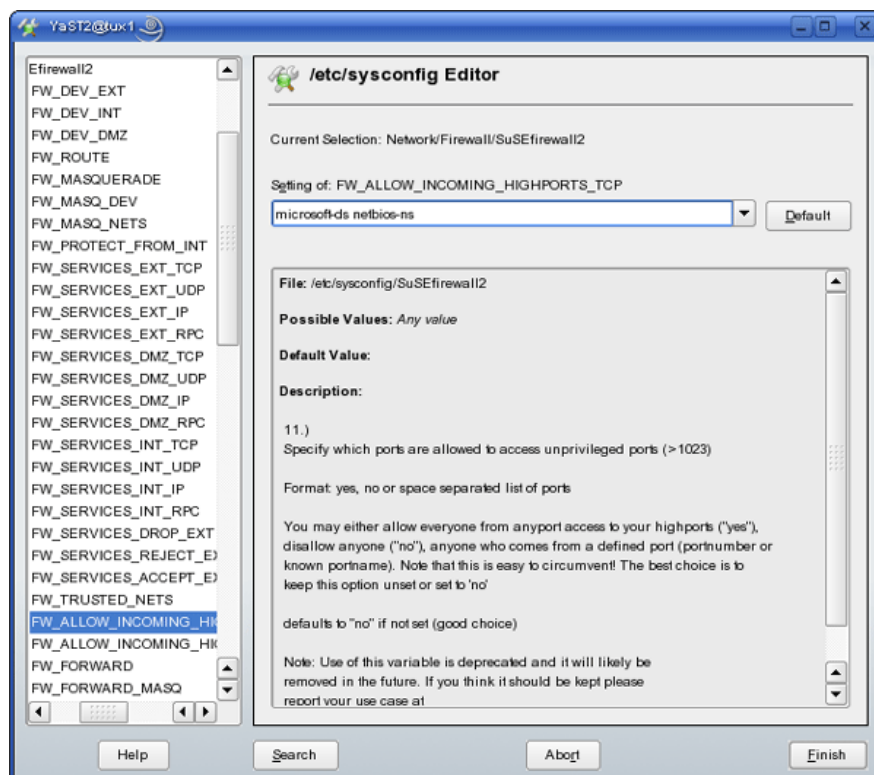 YaST2@tux1
Efirewall2
FW_DEV_EXT
FW_DEV_INT
FW_DEV_DMZ
FW_ROUTE
FW_MASQUERADE
FW_MASQ_DEV
FW_MASQ_NETS
FW_PROTECT_FROM_INT
FW_SERVICES_EXT_TCP
FW_SERVICES_EXT_UDP
FW_SERVICES_EXT_IP
FW_SERVICES_EXT_RPC
FW_SERVICES_DMZ_TCP
FW_SERVICES_DMZ_UDP
FW_SERVICES_DMZ_IP
FW_SERVICES_DMZ_RPC
FW_SERVICES_INT_TCP
FW_SERVICES_INT_UDP
FW_SERVICES_INT_IP
FW_SERVICES_INT_RPC
FW_SERVICES_DROP_EXT
FW_SERVICES_REJECT_EX
FW_SERVICES_ACCEPT_EX
FW_TRUSTED_NETS
FW_ALLOW_INCOMING_HIG
FW_ALLOW_INCOMING_HIG
FW_FORWARD
FW_FORWARD_MASQ
/etc/sysconfig Editor
Current Selection: Network/Firewall/SuSEfirewall2
Setting of: FW_ALLOW_INCOMING_HIGHPORTS_TCP
microsoft-ds netbios-ns
Default
File: /etc/sysconfig/SuSEfirewall2
Possible Values: Any value
Default Value:
Description:
11.)
Specify which ports are allowed to access unprivileged ports (>1023)
Format: yes, no or space separated list of ports
You may either allow everyone from anyport access to your highports ("yes"),
disallow anyone ("no"), anyone who comes from a defined port (portnumber or
known portname). Note that this is easy to circumvent! The best choice is to
keep this option unset or set to 'no'
defaults to "no" if not set (good choice)
Note: Use of this variable is deprecated and it will likely be
removed in the future. If you think it should be kept please
report your use case at
Help
Search
Abort
Finish